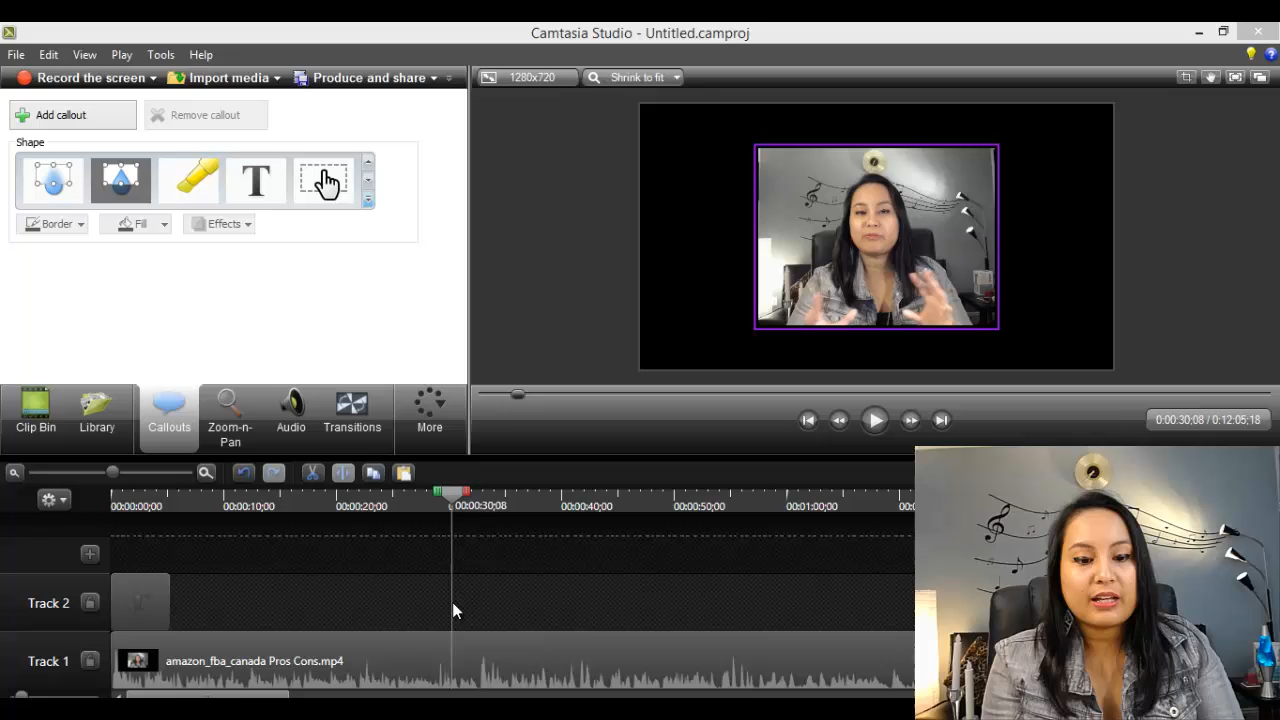 Camtasia Studio - Untitled.camproj
File Edit View Play Tools Help
Record the screen Import media Produce and share
1280x720 Shrink to fit
Add callout Remove callout
Shape
T
Border Fill Effects
Clip Bin Library Callouts Zoom-n-Pan Audio Transitions More
0:00:30;08 / 0:12:05;18
00:00:00;00 00:00:10;00 00:00:20;00 00:00:30;08 00:00:40;00 00:00:50;00 00:01:00;00
Track 2
Track 1 amazon_fba_canada Pros Cons.mp4